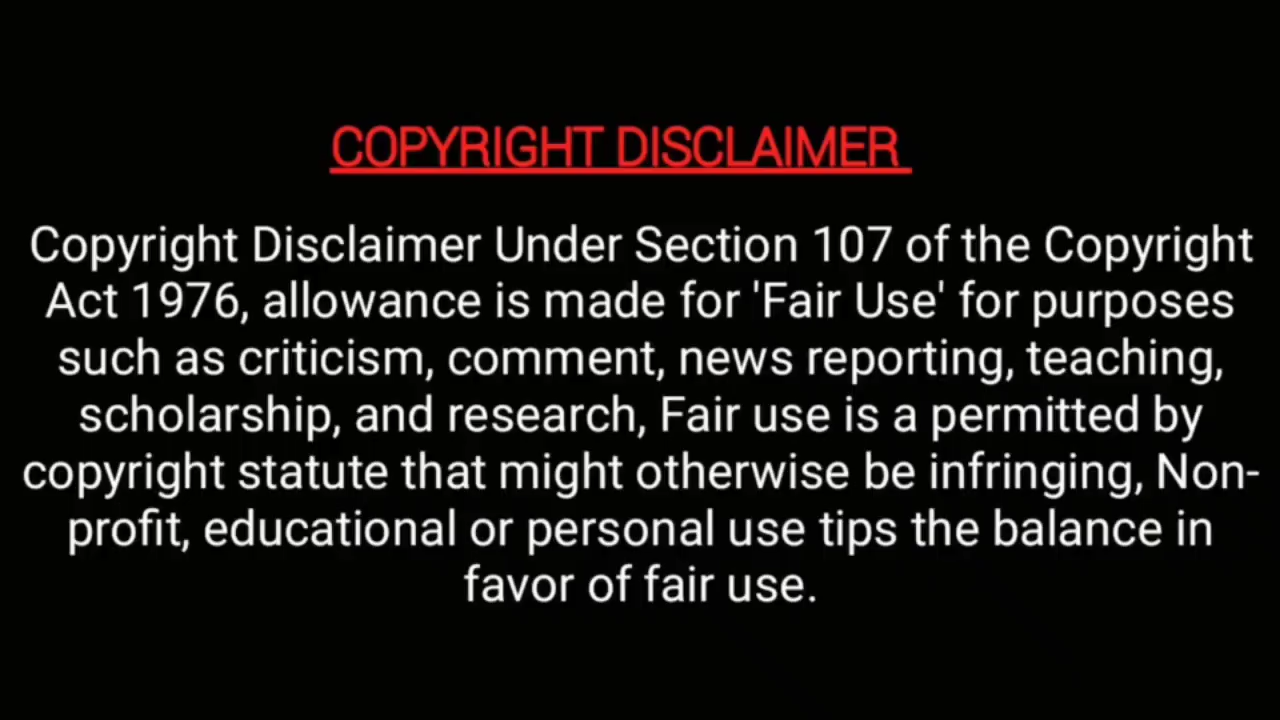 COPYRIGHT DISCLAIMER
Copyright Disclaimer Under Section 107 of the Copyright
Act 1976, allowance is made for 'Fair Use' for purposes
such as criticism, comment, news reporting, teaching,
scholarship, and research, Fair use is a permitted by
copyright statute that might otherwise be infringing, Non-
profit, educational or personal use tips the balance in
favor of fair use.